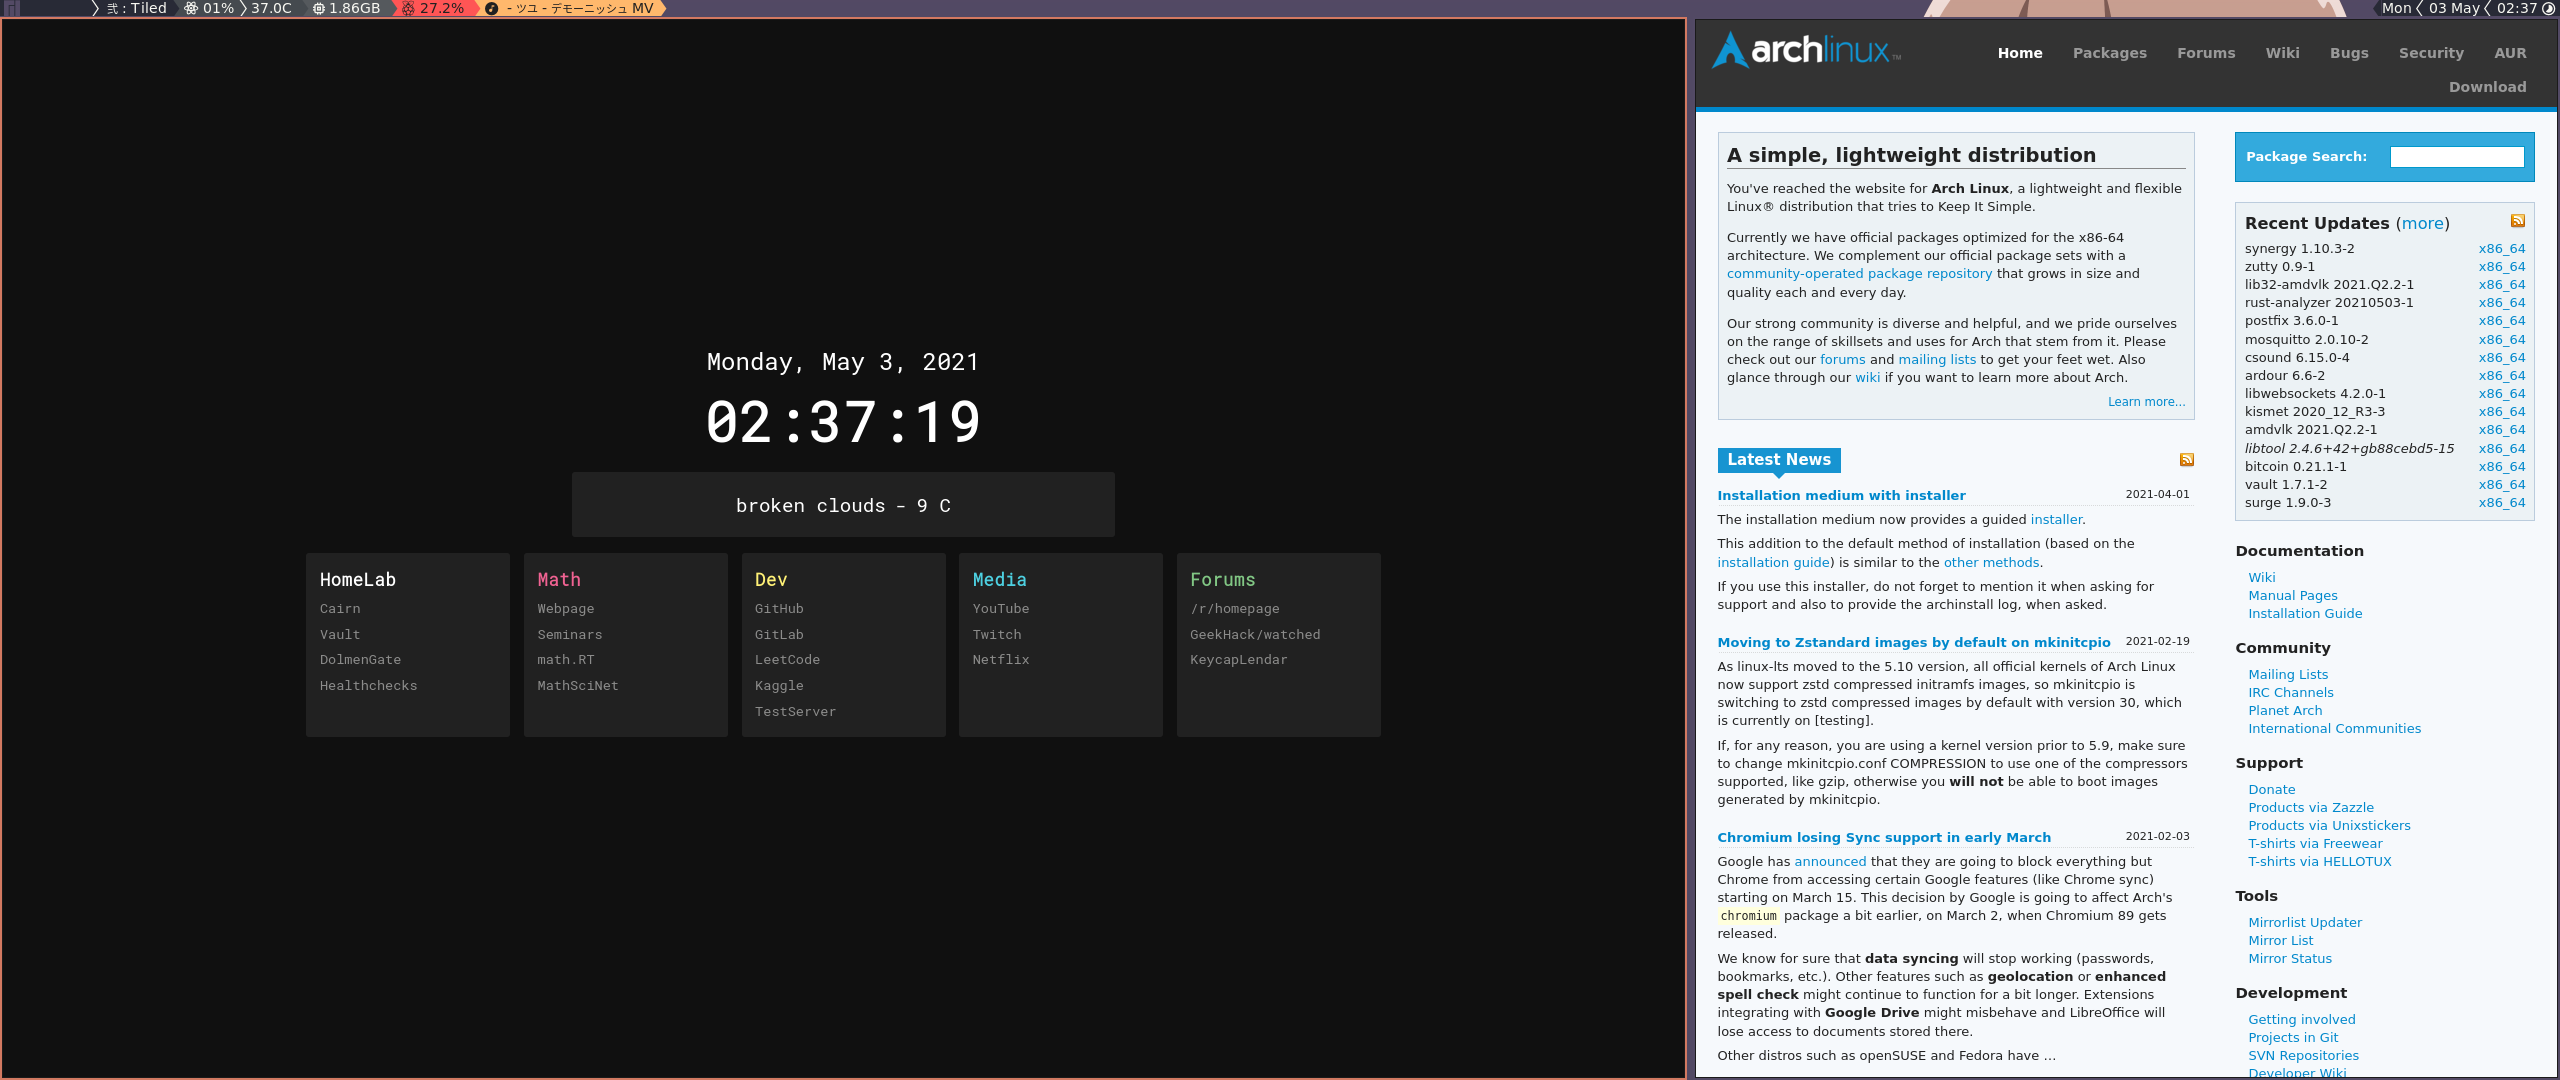 弐 : Tiled 01% 37.0C 1.86GB 27.2% - ツユ - デモーニッシュ MV
Mon 03 May 02:37
Monday, May 3, 2021
02:37:19
broken clouds - 9 C
HomeLab
Cairn
Vault
DolmenGate
Healthchecks
Math
Webpage
Seminars
math.RT
MathSciNet
Dev
GitHub
GitLab
LeetCode
Kaggle
TestServer
Media
YouTube
Twitch
Netflix
Forums
/r/homepage
GeekHack/watched
KeycapLendar
archlinux™
Home Packages Forums Wiki Bugs Security AUR
Download
A simple, lightweight distribution
You've reached the website for Arch Linux, a lightweight and flexible
Linux® distribution that tries to Keep It Simple.
Currently we have official packages optimized for the x86-64
architecture. We complement our official package sets with a
community-operated package repository that grows in size and
quality each and every day.
Our strong community is diverse and helpful, and we pride ourselves
on the range of skillsets and uses for Arch that stem from it. Please
check out our forums and mailing lists to get your feet wet. Also
glance through our wiki if you want to learn more about Arch.
Learn more...
Latest News
Installation medium with installer 2021-04-01
The installation medium now provides a guided installer.
This addition to the default method of installation (based on the
installation guide) is similar to the other methods.
If you use this installer, do not forget to mention it when asking for
support and also to provide the archinstall log, when asked.
Moving to Zstandard images by default on mkinitcpio 2021-02-19
As linux-lts moved to the 5.10 version, all official kernels of Arch Linux
now support zstd compressed initramfs images, so mkinitcpio is
switching to zstd compressed images by default with version 30, which
is currently on [testing].
If, for any reason, you are using a kernel version prior to 5.9, make sure
to change mkinitcpio.conf COMPRESSION to use one of the compressors
supported, like gzip, otherwise you will not be able to boot images
generated by mkinitcpio.
Chromium losing Sync support in early March 2021-02-03
Google has announced that they are going to block everything but
Chrome from accessing certain Google features (like Chrome sync)
starting on March 15. This decision by Google is going to affect Arch's
chromium package a bit earlier, on March 2, when Chromium 89 gets
released.
We know for sure that data syncing will stop working (passwords,
bookmarks, etc.). Other features such as geolocation or enhanced
spell check might continue to function for a bit longer. Extensions
integrating with Google Drive might misbehave and LibreOffice will
lose access to documents stored there.
Other distros such as openSUSE and Fedora have ...
Package Search:
Recent Updates (more)
synergy 1.10.3-2 x86_64
zutty 0.9-1 x86_64
lib32-amdvlk 2021.Q2.2-1 x86_64
rust-analyzer 20210503-1 x86_64
postfix 3.6.0-1 x86_64
mosquitto 2.0.10-2 x86_64
csound 6.15.0-4 x86_64
ardour 6.6-2 x86_64
libwebsockets 4.2.0-1 x86_64
kismet 2020_12_R3-3 x86_64
amdvlk 2021.Q2.2-1 x86_64
libtool 2.4.6+42+gb88cebd5-15 x86_64
bitcoin 0.21.1-1 x86_64
vault 1.7.1-2 x86_64
surge 1.9.0-3 x86_64
Documentation
Wiki
Manual Pages
Installation Guide
Community
Mailing Lists
IRC Channels
Planet Arch
International Communities
Support
Donate
Products via Zazzle
Products via Unixstickers
T-shirts via Freewear
T-shirts via HELLOTUX
Tools
Mirrorlist Updater
Mirror List
Mirror Status
Development
Getting involved
Projects in Git
SVN Repositories
Developer Wiki